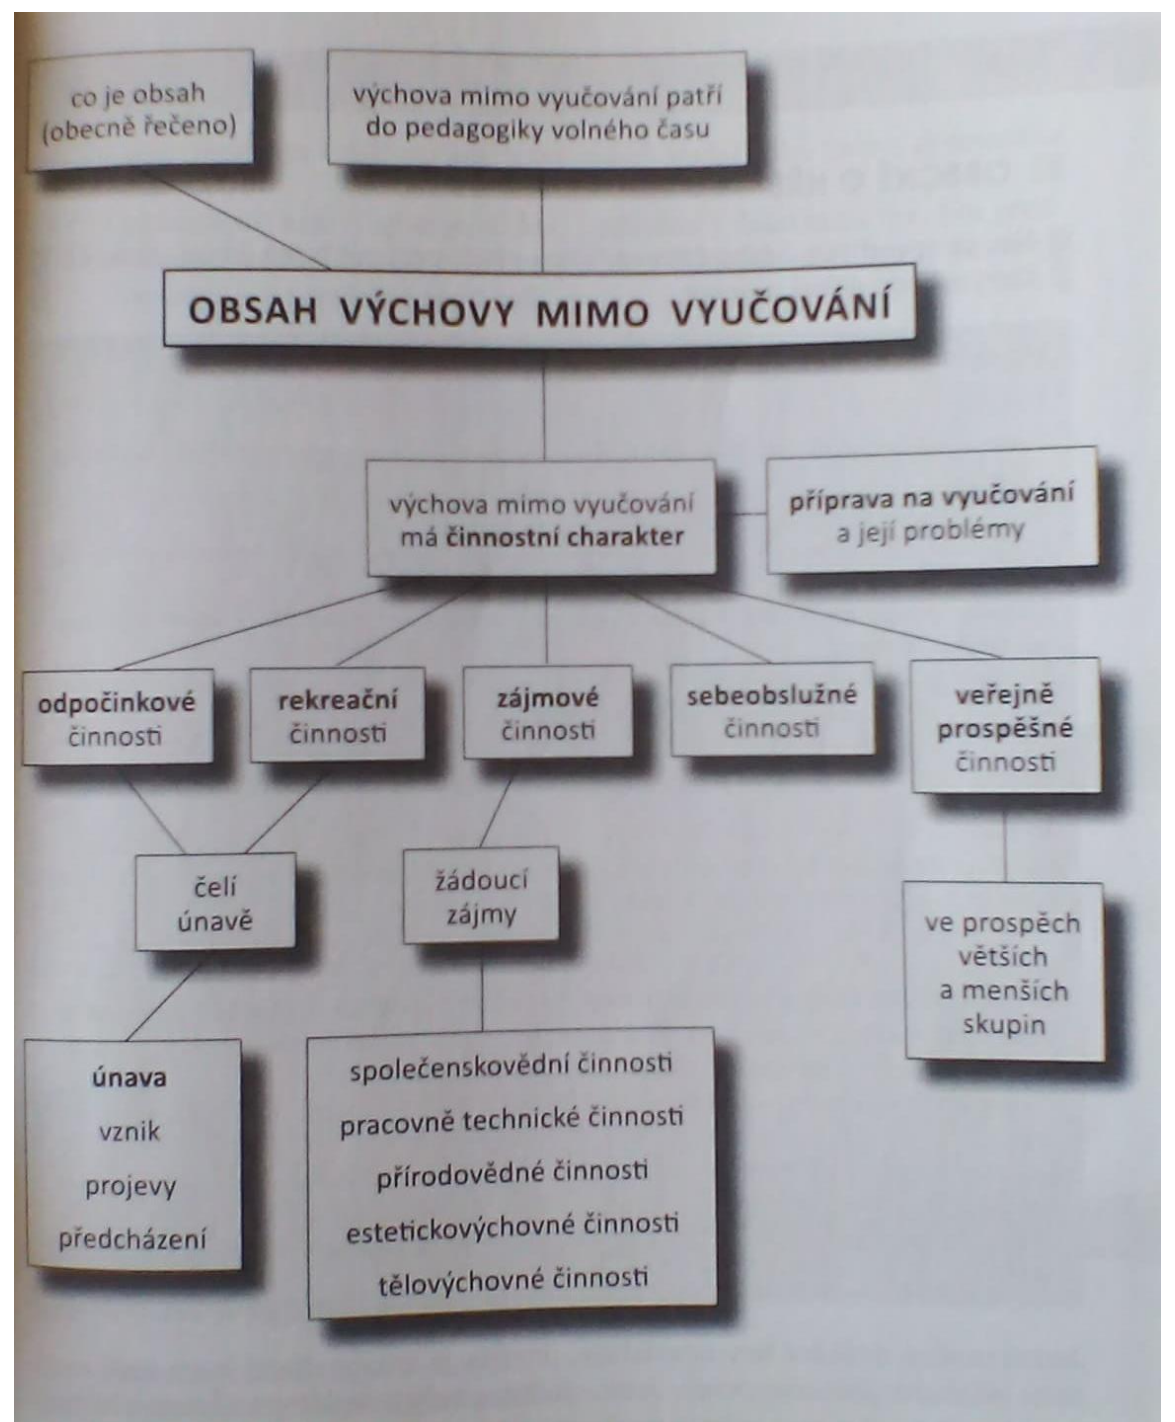 co je obsah
(obecně řečeno)
výchova mimo vyučování patří
do pedagogiky volného času
OBSAH VÝCHOVY MIMO VYUČOVÁNÍ
výchova mimo vyučování
má činnostní charakter
příprava na vyučování
a její problémy
odpočinkové
činnosti
rekreační
činnosti
zájmové
činnosti
sebeobslužné
činnosti
veřejně
prospěšné
činnosti
čelí
únavě
žádoucí
zájmy
ve prospěch
větších
a menších
skupin
únava
vznik
projevy
předcházení
společenskovědní činnosti
pracovně technické činnosti
přírodovědné činnosti
estetickovýchovné činnosti
tělovýchovné činnosti